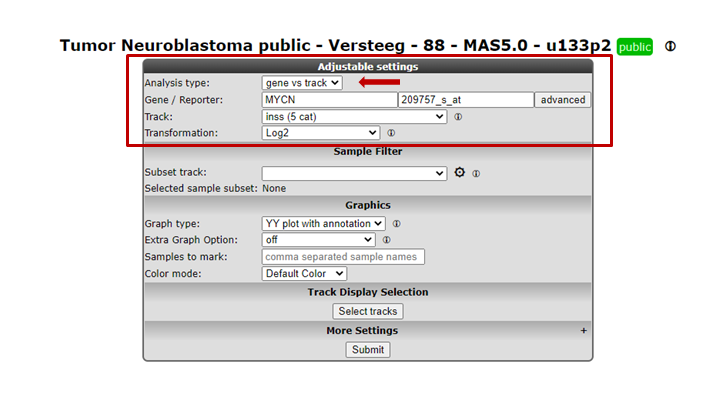 Tumor Neuroblastoma public - Versteeg - 88 - MAS5.0 - u133p2 public
Adjustable settings
Analysis type: gene vs track
Gene / Reporter: MYCN 209757_s_at advanced
Track: inss (5 cat)
Transformation: Log2
Sample Filter
Subset track:
Selected sample subset: None
Graphics
Graph type: YY plot with annotation
Extra Graph Option: off
Samples to mark: comma separated sample names
Color mode: Default Color
Track Display Selection
Select tracks
More Settings +
Submit